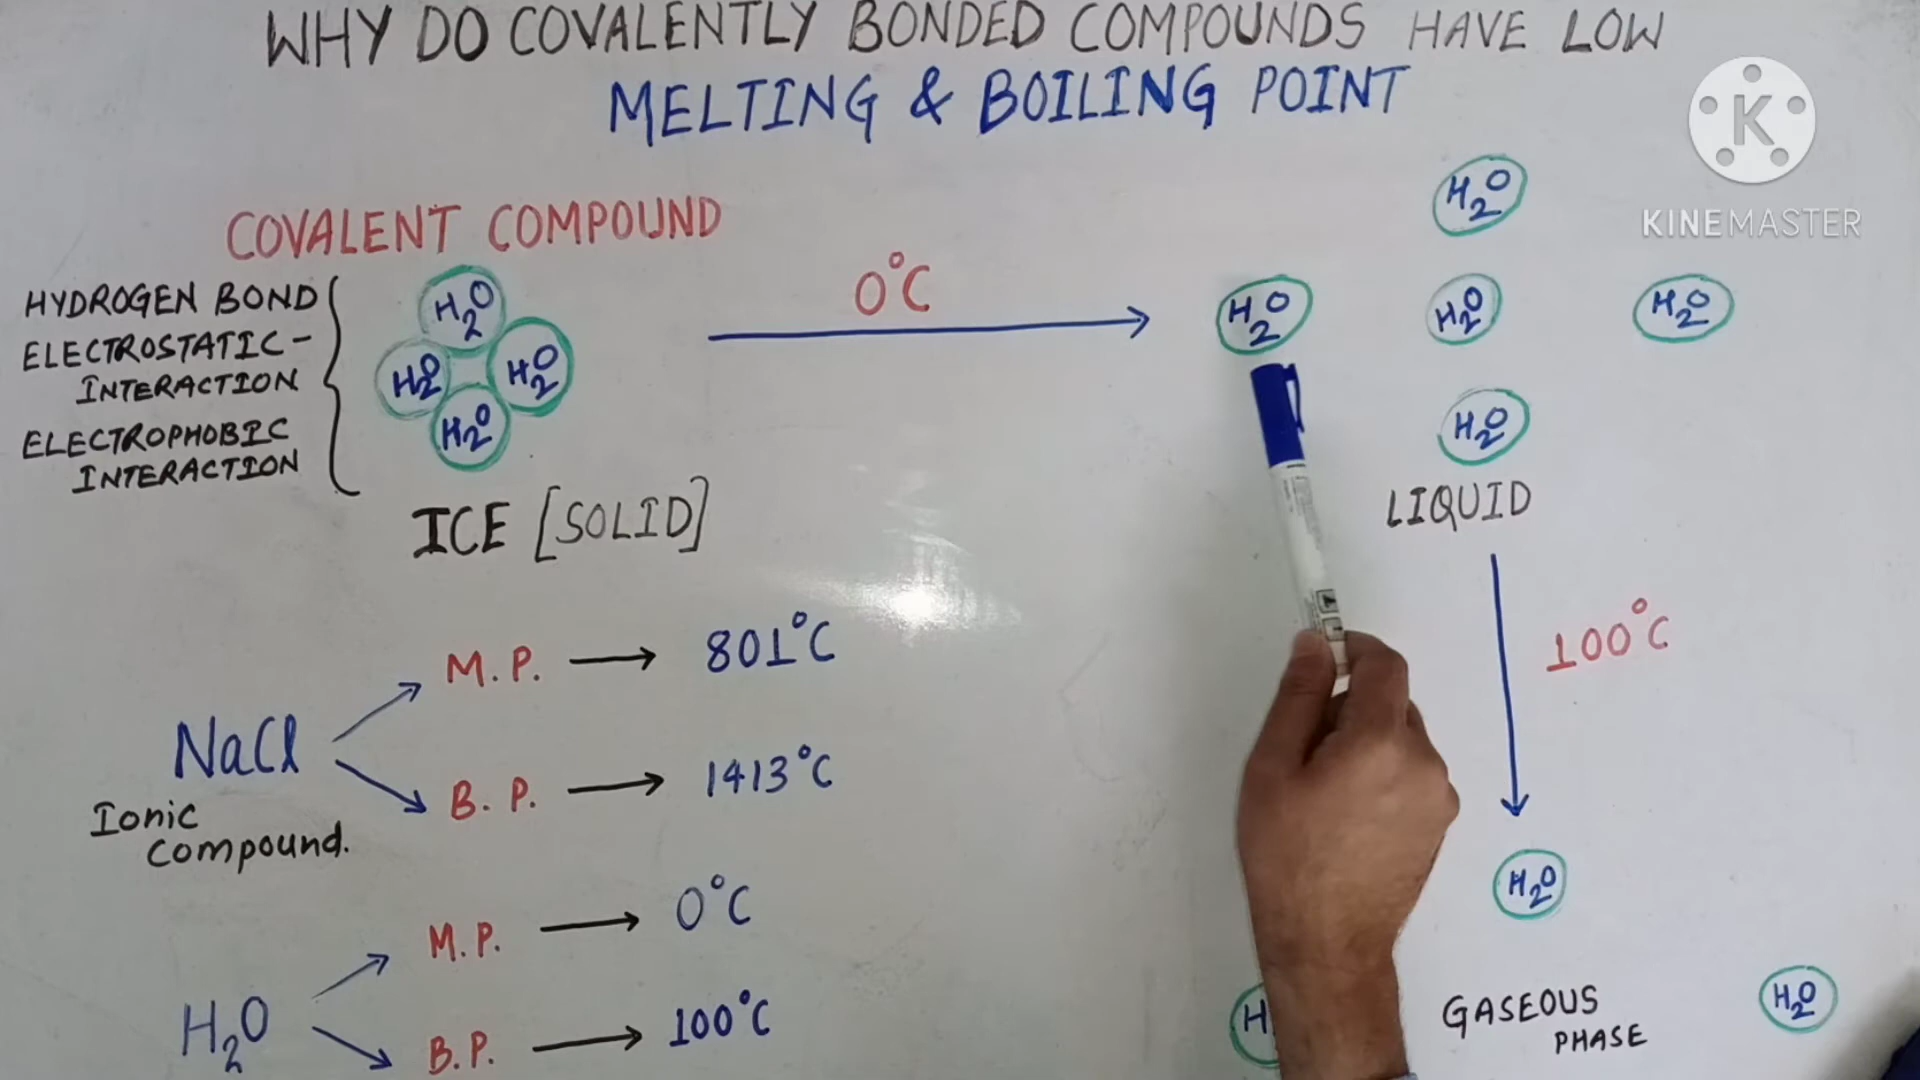 WHY DO COVALENTLY BONDED COMPOUNDS HAVE LOW
MELTING & BOILING POINT
K
KINEMASTER
COVALENT COMPOUND
HYDROGEN BOND
ELECTROSTATIC-
INTERACTION
ELECTROPHOBIC
INTERACTION
H2O
H2O
H2O
H2O
ICE [SOLID]
0°C
H2O
H2O
H2O
H2O
H2O
LIQUID
100°C
NaCl
Ionic
Compound.
M.P. → 801°C
B.P. → 1413°C
H2O
M.P. → 0°C
B.P. → 100°C
H2O
H
GASEOUS
PHASE
H2O